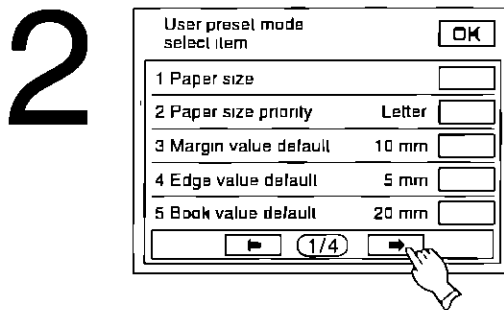 2
User preset mode
select item
OK
1 Paper size
2 Paper size priority Letter
3 Margin value default 10 mm
4 Edge value default 5 mm
5 Book value default 20 mm
1/4